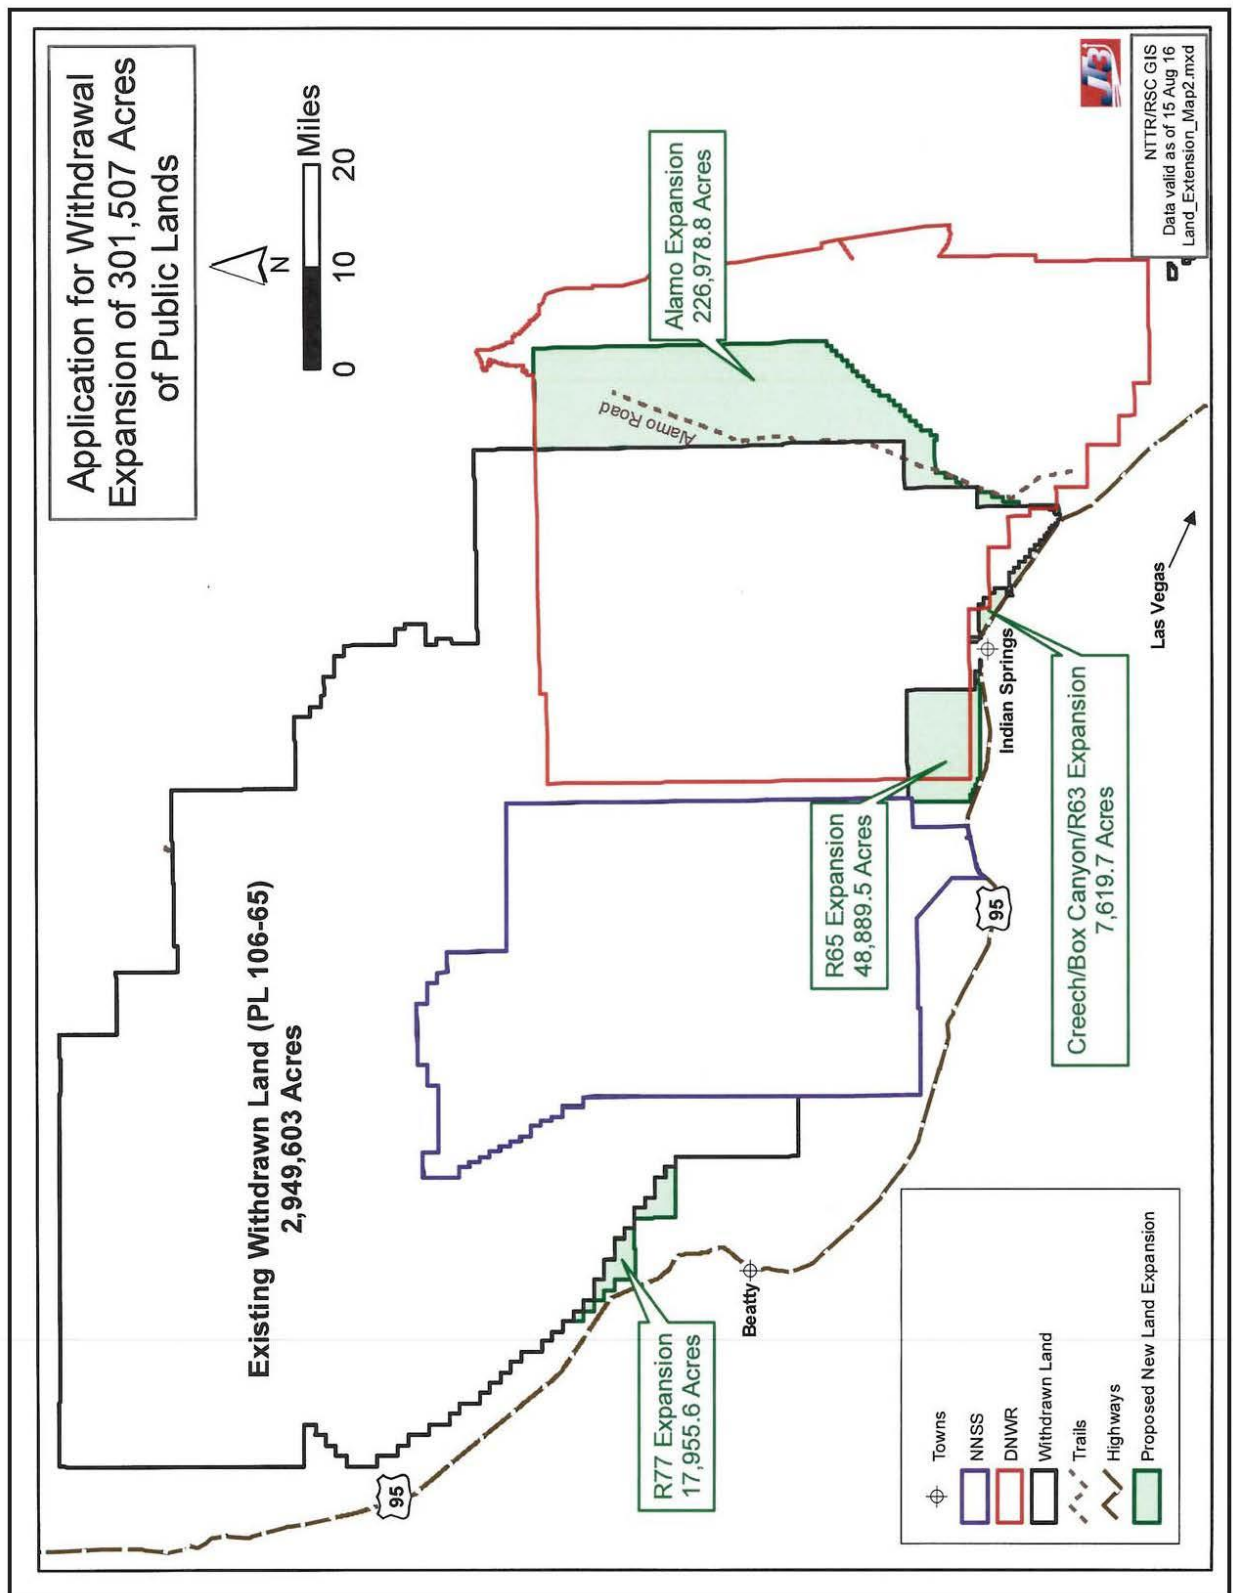 Application for Withdrawal
Expansion of 301,507 Acres
of Public Lands
N
0
10
20
Miles
Existing Withdrawn Land (PL 106-65)
2,949,603 Acres
Alamo Expansion
226,978.8 Acres
Alamo Road
R65 Expansion
48,889.5 Acres
R77 Expansion
17,955.6 Acres
Creech/Box Canyon/R63 Expansion
7,619.7 Acres
95
95
Beatty
Indian Springs
Las Vegas
Towns
NNSS
DNWR
Withdrawn Land
Trails
Highways
Proposed New Land Expansion
JT3
NTTR/RSC GIS
Data valid as of 15 Aug 16
Land_Extension_Map2.mxd